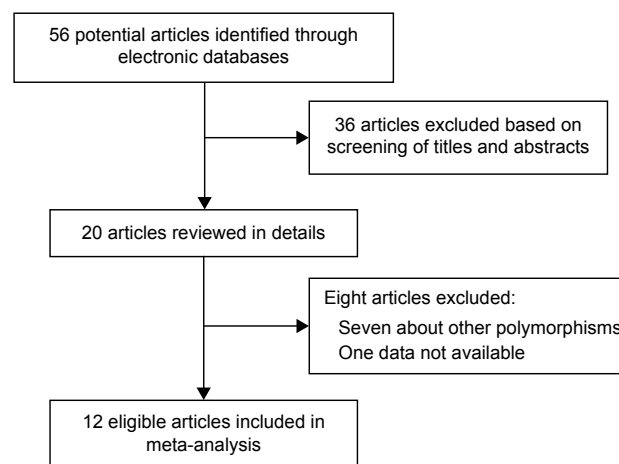 56 potential articles identified through
electronic databases
36 articles excluded based on
screening of titles and abstracts
20 articles reviewed in details
Eight articles excluded:
Seven about other polymorphisms
One data not available
12 eligible articles included in
meta-analysis